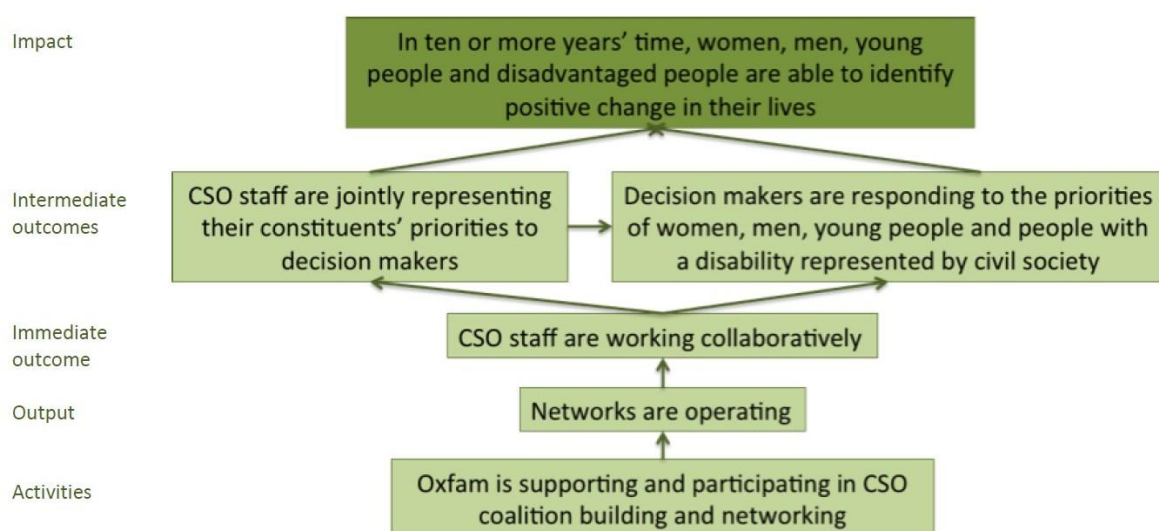 Impact
In ten or more years’ time, women, men, young
people and disadvantaged people are able to identify
positive change in their lives
Intermediate
outcomes
CSO staff are jointly representing
their constituents’ priorities to
decision makers
Decision makers are responding to the priorities
of women, men, young people and people with
a disability represented by civil society
Immediate
outcome
CSO staff are working collaboratively
Output
Networks are operating
Activities
Oxfam is supporting and participating in CSO
coalition building and networking